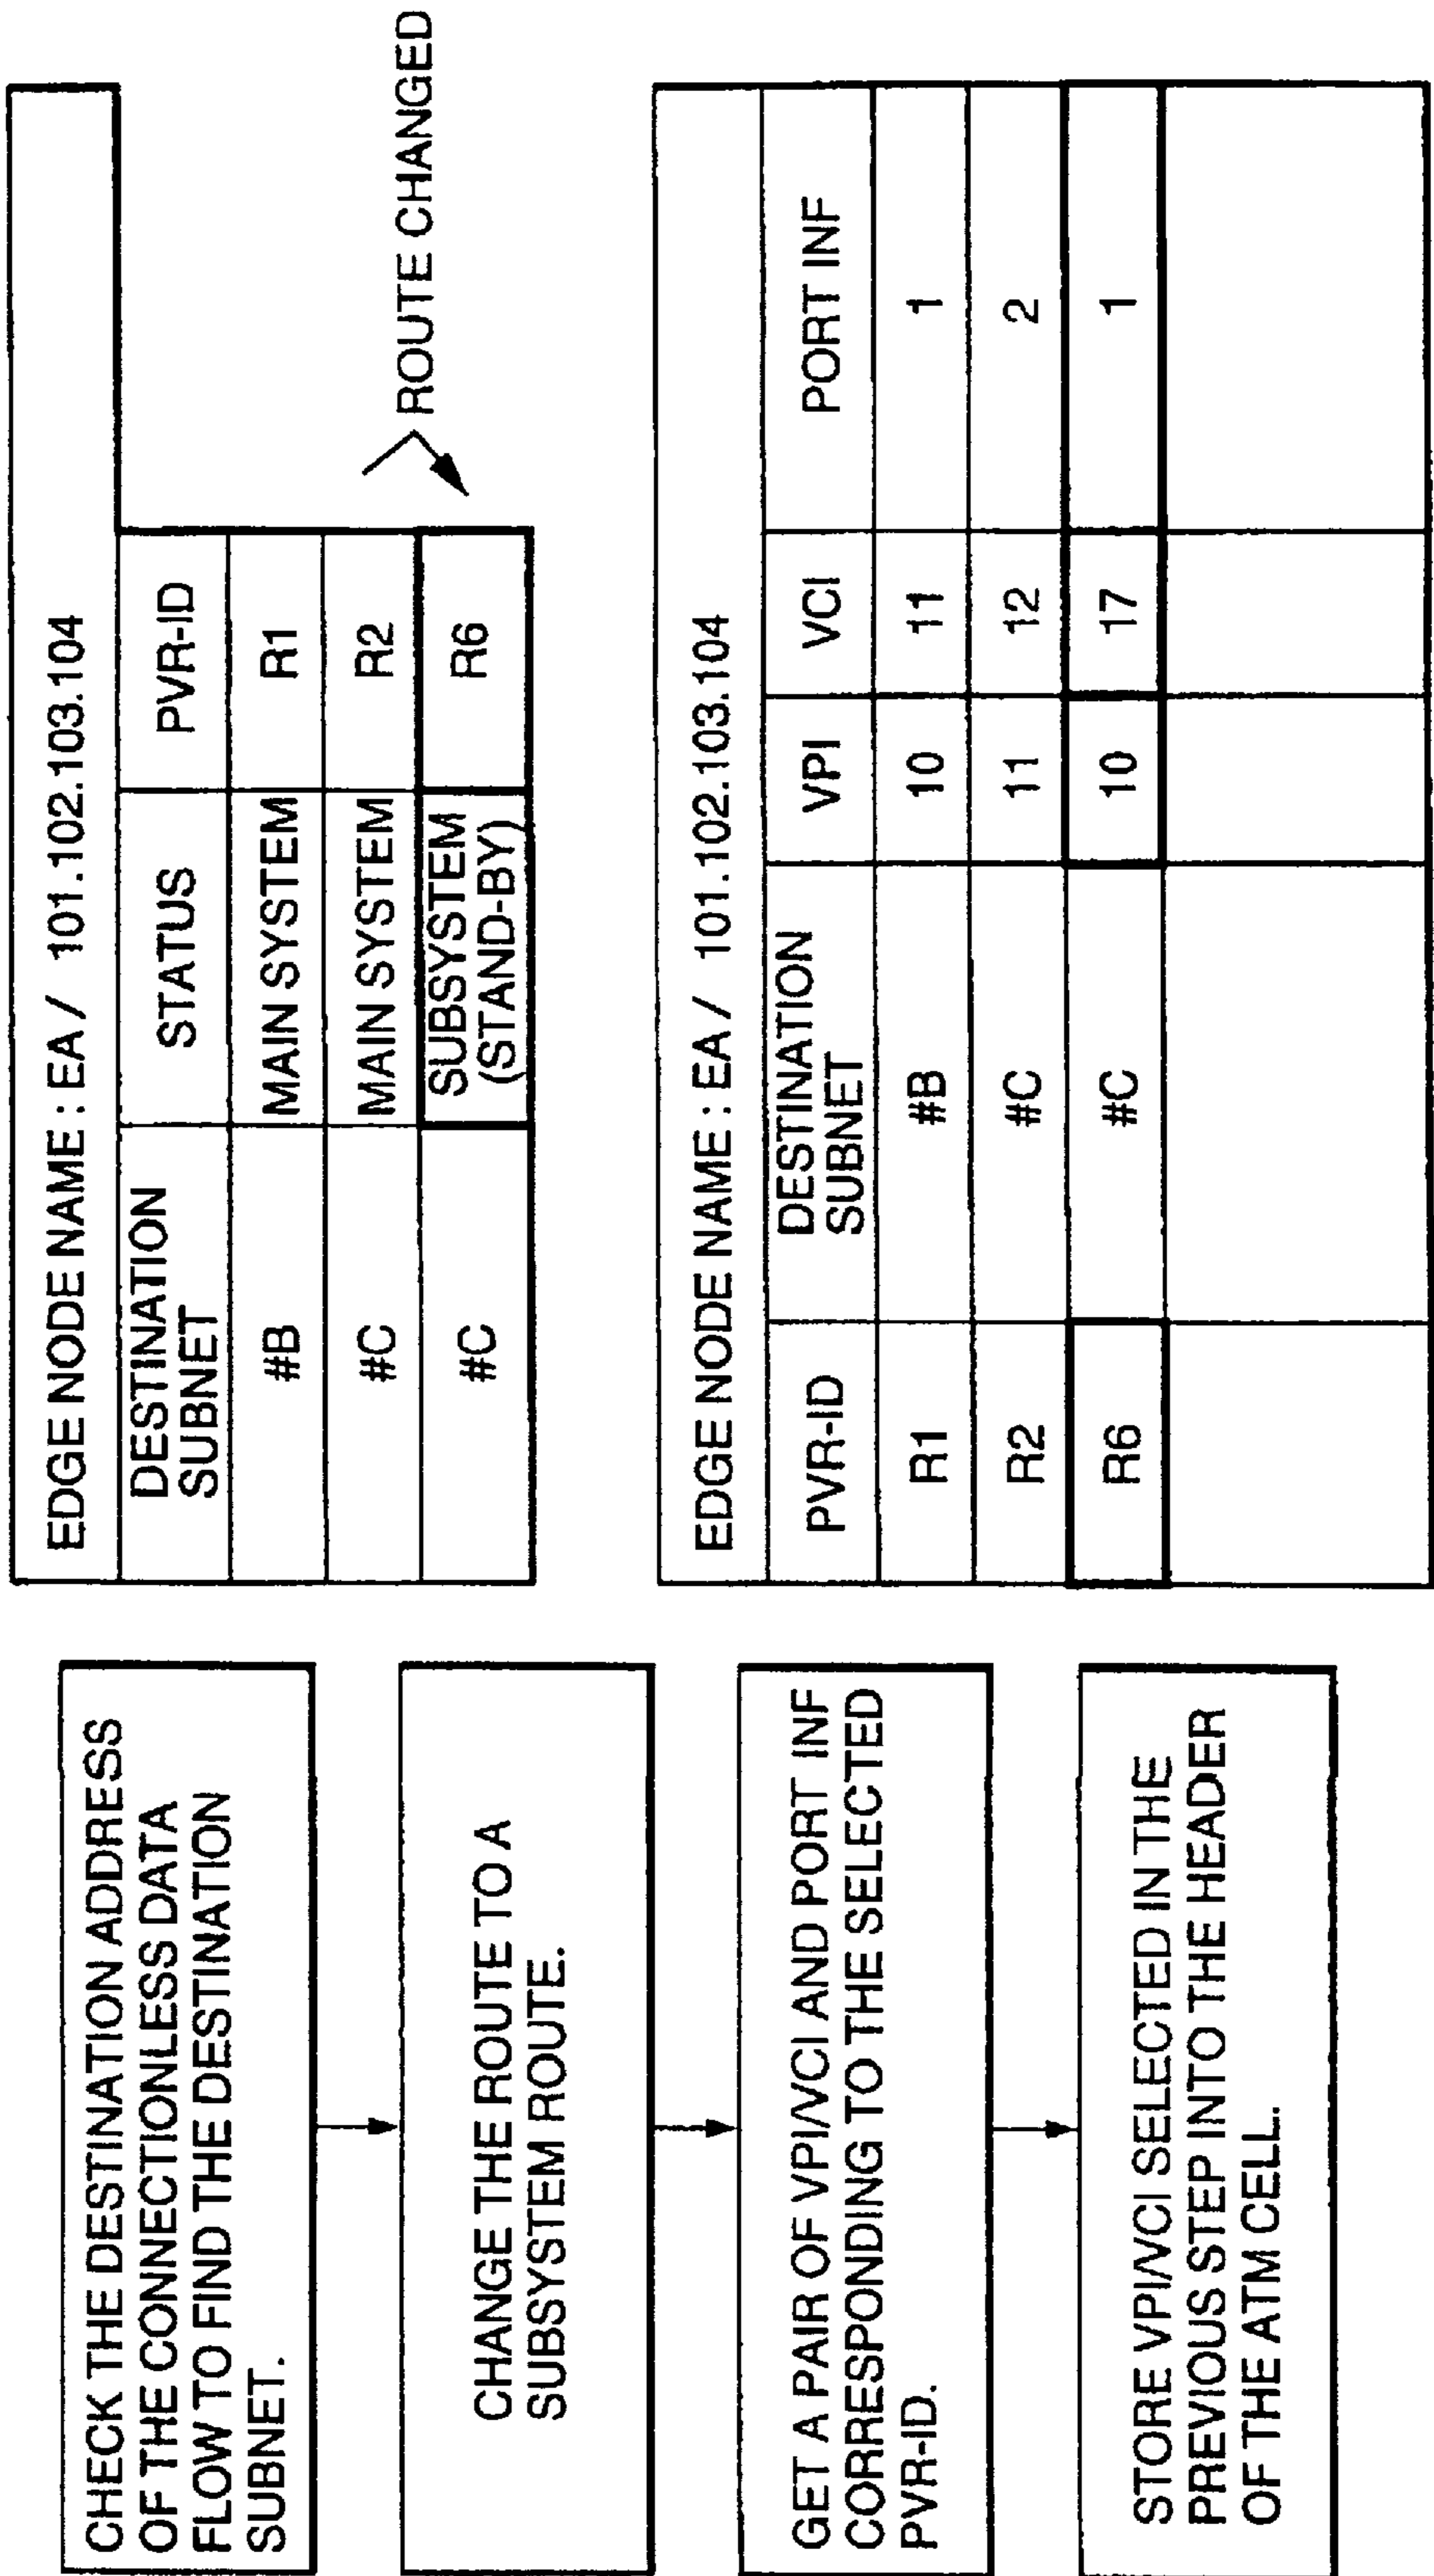 CHECK THE DESTINATION ADDRESS
OF THE CONNECTIONLESS DATA
FLOW TO FIND THE DESTINATION
SUBNET.
CHANGE THE ROUTE TO A
SUBSYSTEM ROUTE.
GET A PAIR OF VPI/VCI AND PORT INF
CORRESPONDING TO THE SELECTED
PVR-ID.
STORE VPI/VCI SELECTED IN THE
PREVIOUS STEP INTO THE HEADER
OF THE ATM CELL.
EDGE NODE NAME : EA / 101.102.103.104
DESTINATION
SUBNET
STATUS
PVR-ID
#B
MAIN SYSTEM
R1
#C
MAIN SYSTEM
R2
#C
SUBSYSTEM
(STAND-BY)
R6
ROUTE CHANGED
EDGE NODE NAME : EA / 101.102.103.104
PVR-ID
DESTINATION
SUBNET
VPI
VCI
PORT INF
R1
#B
10
11
1
R2
#C
11
12
2
R6
#C
10
17
1